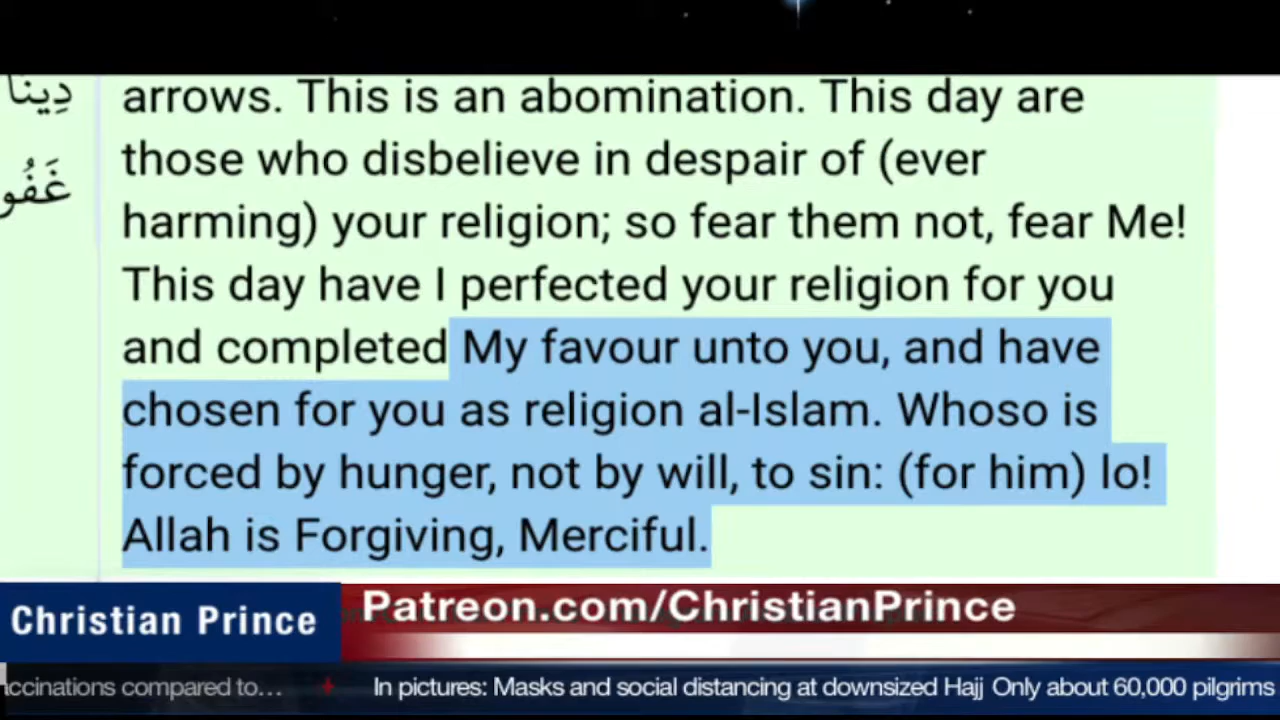 دِينًا
arrows. This is an abomination. This day are
those who disbelieve in despair of (ever
غَفُو
harming) your religion; so fear them not, fear Me!
This day have I perfected your religion for you
and completed My favour unto you, and have
chosen for you as religion al-Islam. Whoso is
forced by hunger, not by will, to sin: (for him) lo!
Allah is Forgiving, Merciful.
Christian Prince
Patreon.com/ChristianPrince
compared to… In pictures: Masks and social distancing at downsized Hajj Only about 60,000 pilgrims